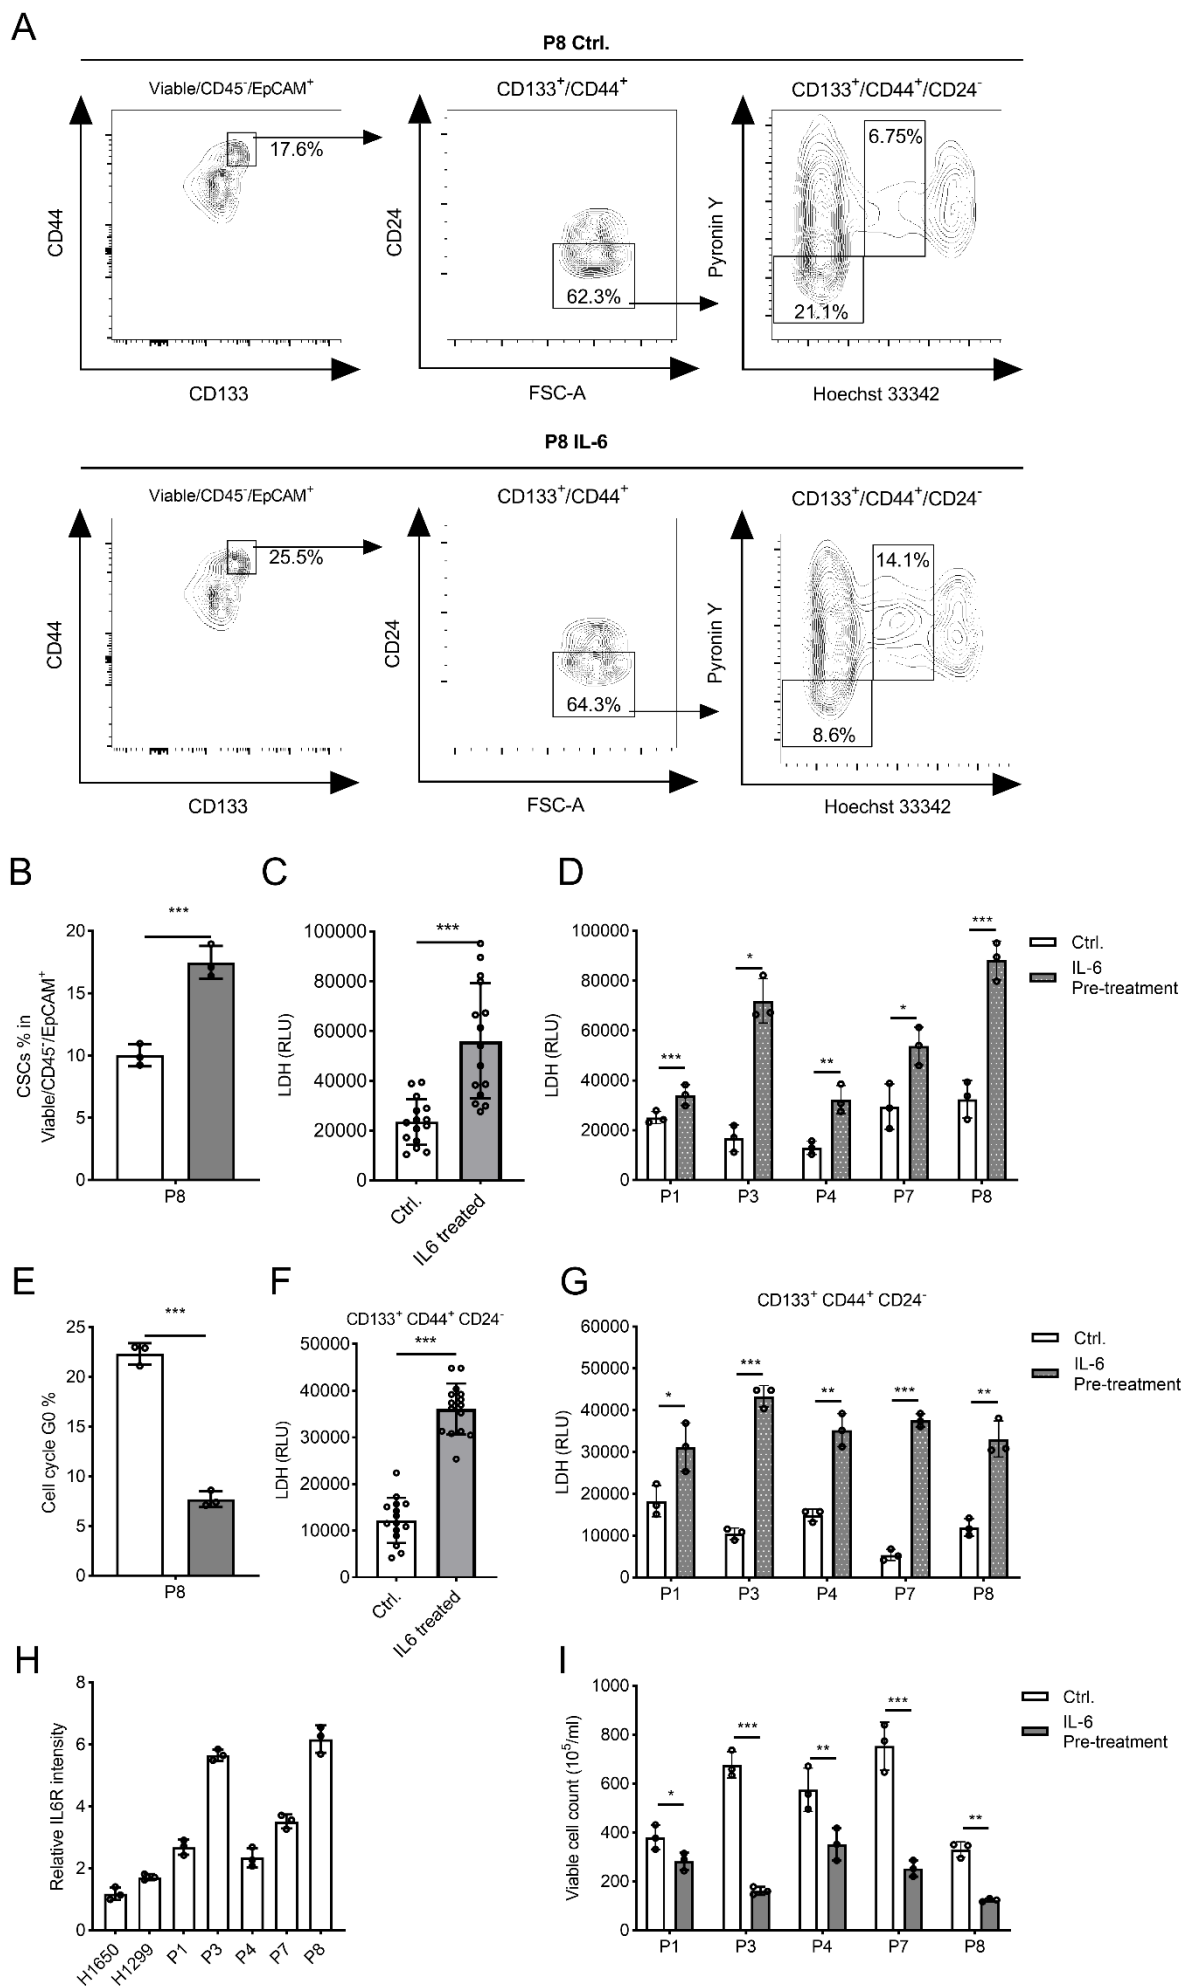 A
P8 Ctrl.
Viable/CD45⁻/EpCAM⁺
CD133⁺/CD44⁺
CD133⁺/CD44⁺/CD24⁻
17.6%
62.3%
6.75%
21.1%
CD44
CD24
Pyronin Y
CD133
FSC-A
Hoechst 33342
P8 IL-6
Viable/CD45⁻/EpCAM⁺
CD133⁺/CD44⁺
CD133⁺/CD44⁺/CD24⁻
25.5%
64.3%
14.1%
8.6%
CD44
CD24
Pyronin Y
CD133
FSC-A
Hoechst 33342
B
CSCs % in
Viable/CD45⁻/EpCAM⁺
20
15
10
5
0
***
P8
C
LDH (RLU)
100000
80000
60000
40000
20000
0
***
Ctrl.
IL6 treated
D
LDH (RLU)
100000
80000
60000
40000
20000
0
***
*
**
*
***
P1
P3
P4
P7
P8
Ctrl.
IL-6
Pre-treatment
E
Cell cycle G0 %
25
20
15
10
5
0
***
P8
F
CD133⁺ CD44⁺ CD24⁻
LDH (RLU)
50000
40000
30000
20000
10000
0
***
Ctrl.
IL6 treated
G
CD133⁺ CD44⁺ CD24⁻
LDH (RLU)
60000
50000
40000
30000
20000
10000
0
*
***
**
***
**
P1
P3
P4
P7
P8
Ctrl.
IL-6
Pre-treatment
H
Relative IL6R intensity
8
6
4
2
0
H1650
H1299
P1
P3
P4
P7
P8
I
Viable cell count (10⁵/ml)
1000
800
600
400
200
0
*
***
**
***
**
P1
P3
P4
P7
P8
Ctrl.
IL-6
Pre-treatment